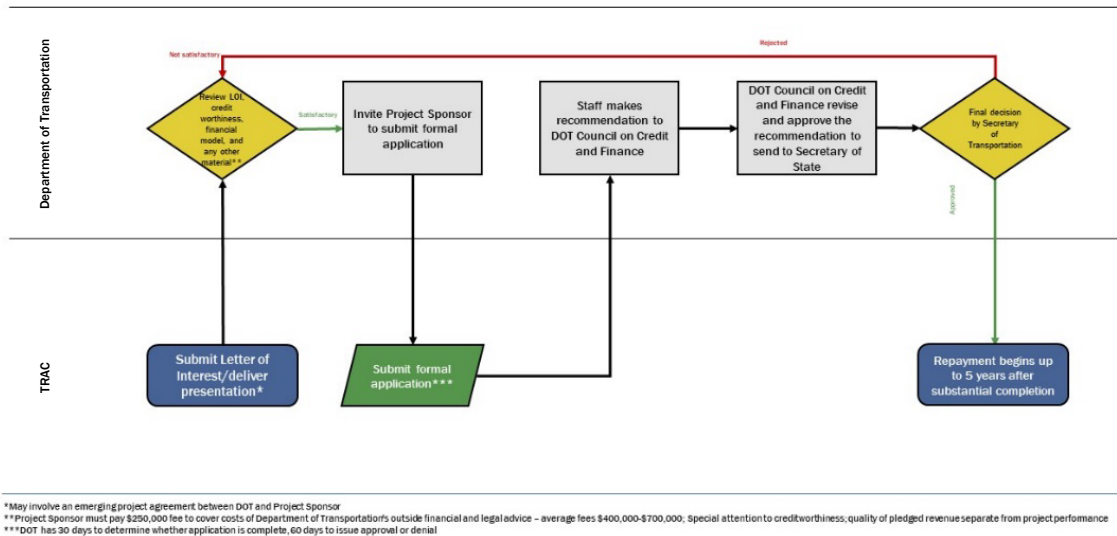 Department of Transportation
Not satisfactory
Rejected
Review LOI,
credit
worthiness,
financial
model, and
any other
material**
Satisfactory
Invite Project Sponsor
to submit formal
application
Staff makes
recommendation to
DOT Council on Credit
and Finance
DOT Council on Credit
and Finance revise
and approve the
recommendation to
send to Secretary of
State
Final decision
by Secretary
of
Transportation
Approved
TRAC
Submit Letter of
Interest/deliver
presentation*
Submit formal
application***
Repayment begins up
to 5 years after
substantial completion
*May involve an emerging project agreement between DOT and Project Sponsor
**Project Sponsor must pay $250,000 fee to cover costs of Department of Transportation's outside financial and legal advice – average fees $400,000-$700,000; Special attention to creditworthiness; quality of pledged revenue separate from project performance
***DOT has 30 days to determine whether application is complete, 60 days to issue approval or denial